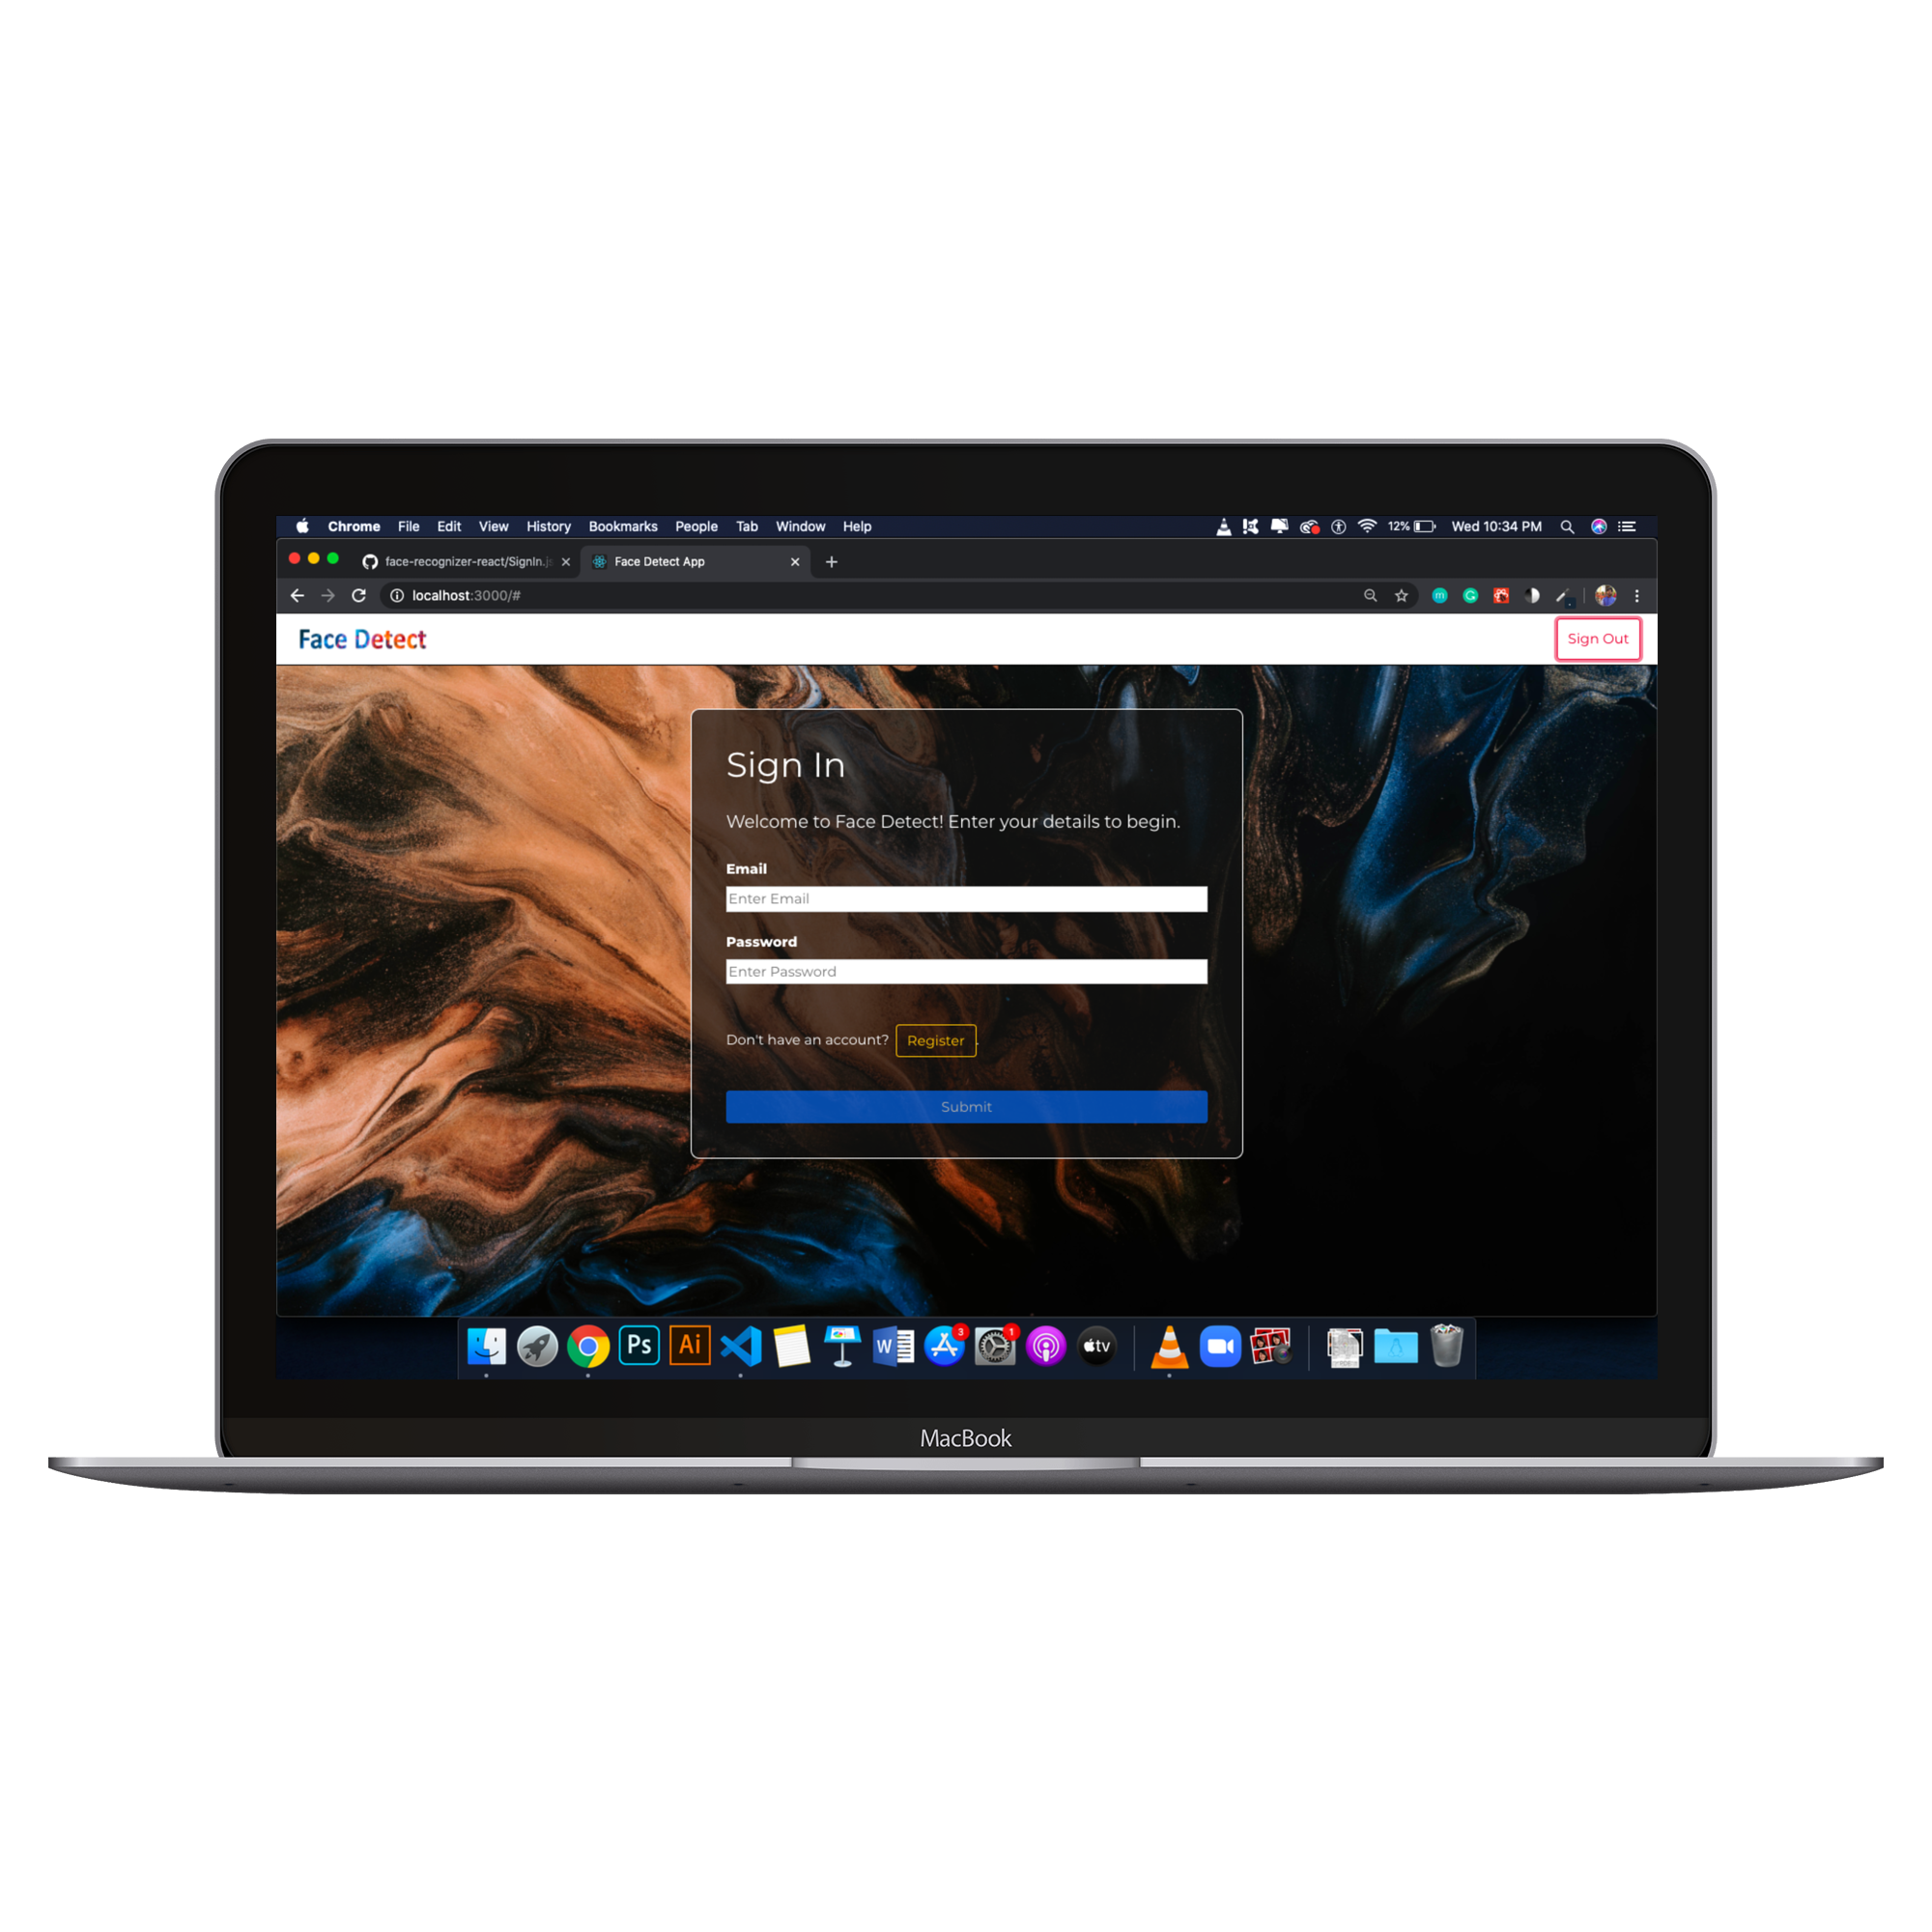 Chrome File Edit View History Bookmarks People Tab Window Help 12% Wed 10:34 PM
face-recognizer-react/SignIn.js Face Detect App
localhost:3000/#
Face Detect Sign Out
Sign In
Welcome to Face Detect! Enter your details to begin.
Email
Enter Email
Password
Enter Password
Don't have an account? Register .
Submit
Ps Ai W 3 1 tv
MacBook